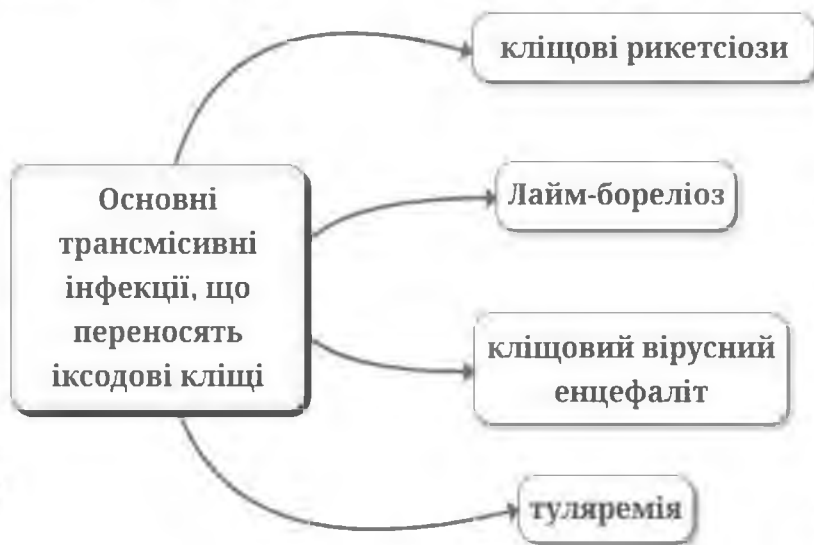 кліщові рикетсіози
Лайм-бореліоз
Основні
трансмісивні
інфекції, що
переносять
іксодові кліщі
кліщовий вірусний
енцефаліт
туляремія